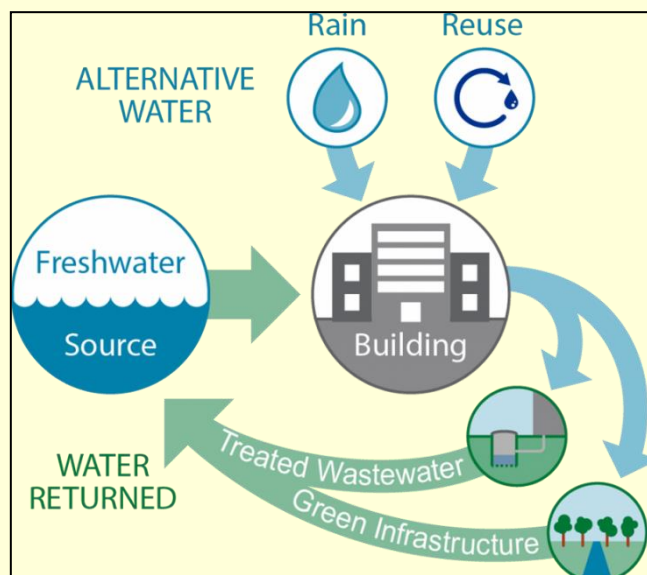 Rain
Reuse
ALTERNATIVE
WATER
Freshwater
Source
Building
Treated Wastewater
Green Infrastructure
WATER
RETURNED